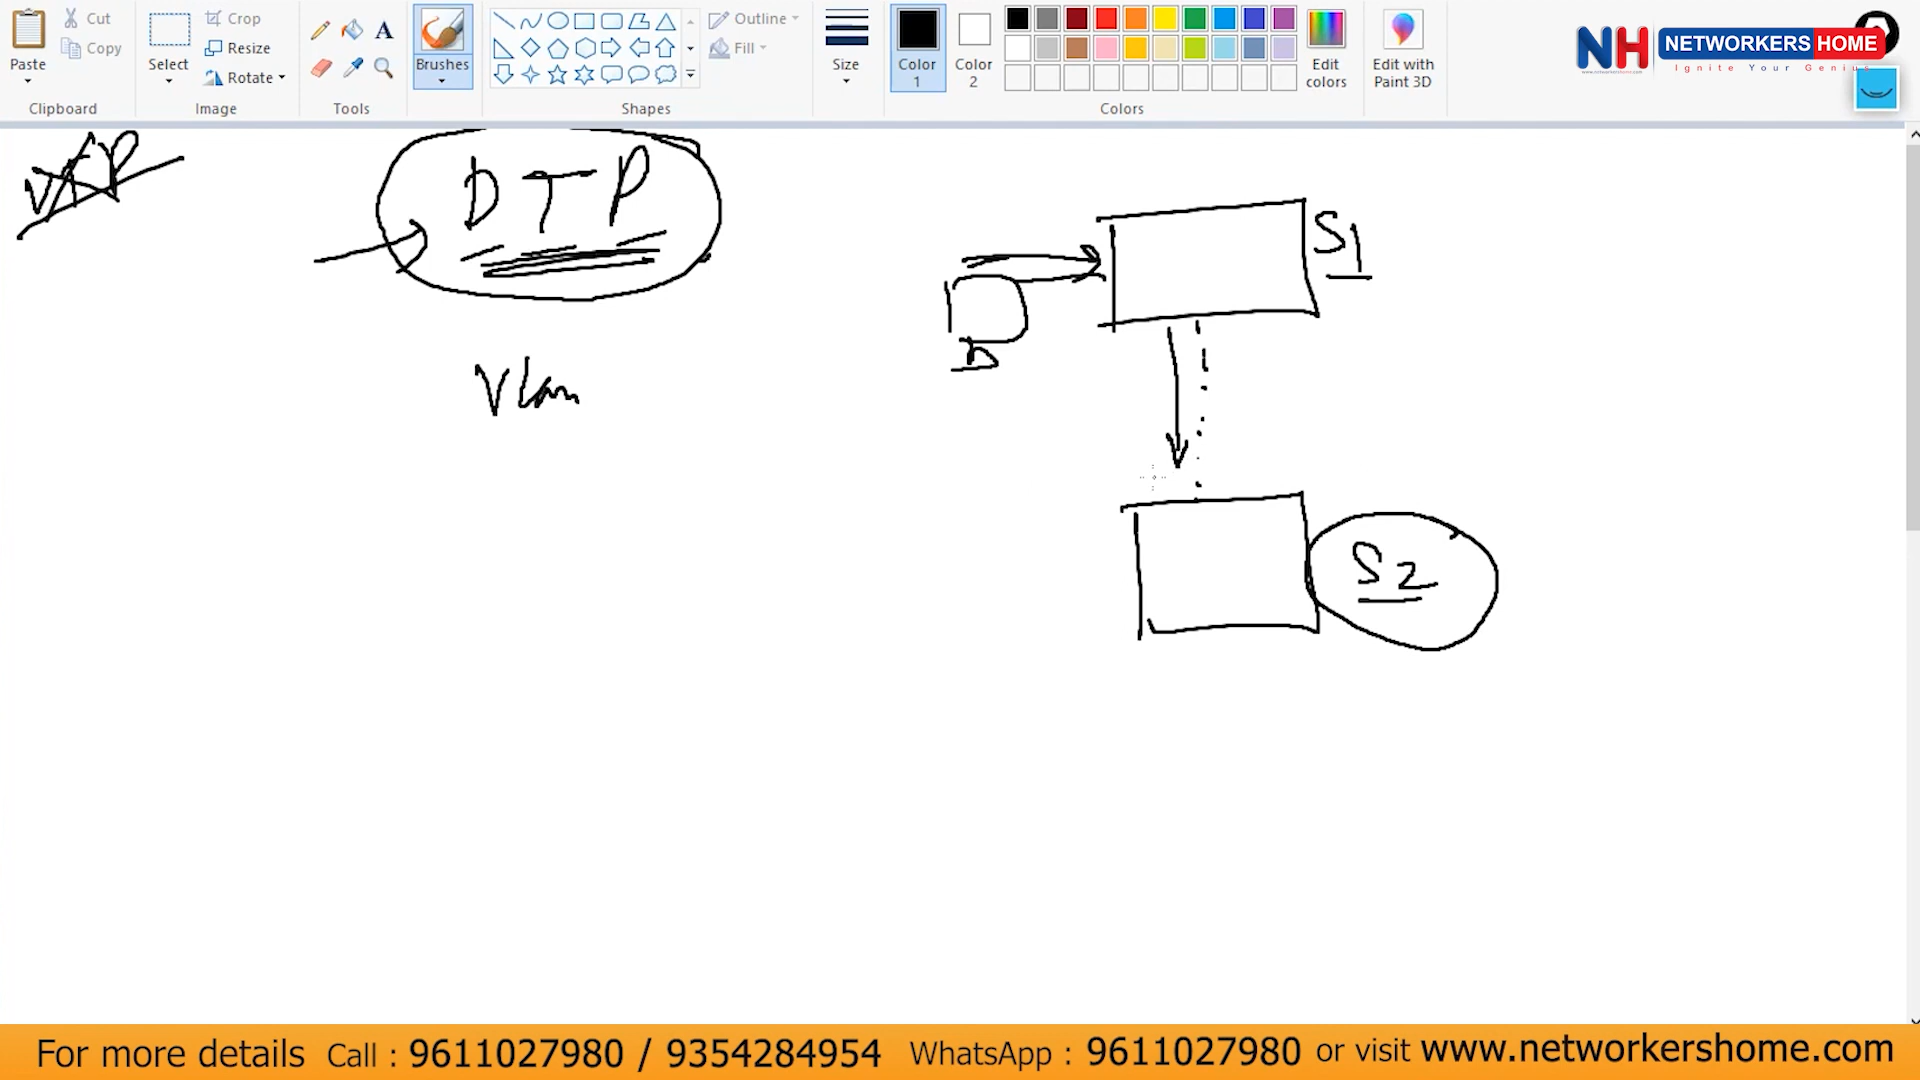 Paste
Cut
Copy
Clipboard
Select
Crop
Resize
Rotate
Image
A
Tools
Brushes
Shapes
Outline
Fill
Size
Color 1
Color 2
Edit colors
Colors
Edit with Paint 3D
NH NETWORKERS HOME
Ignite Your Genius
VTP
DTP
S1
D
Vlan
S2
For more details Call : 9611027980 / 9354284954 WhatsApp : 9611027980 or visit www.networkershome.com